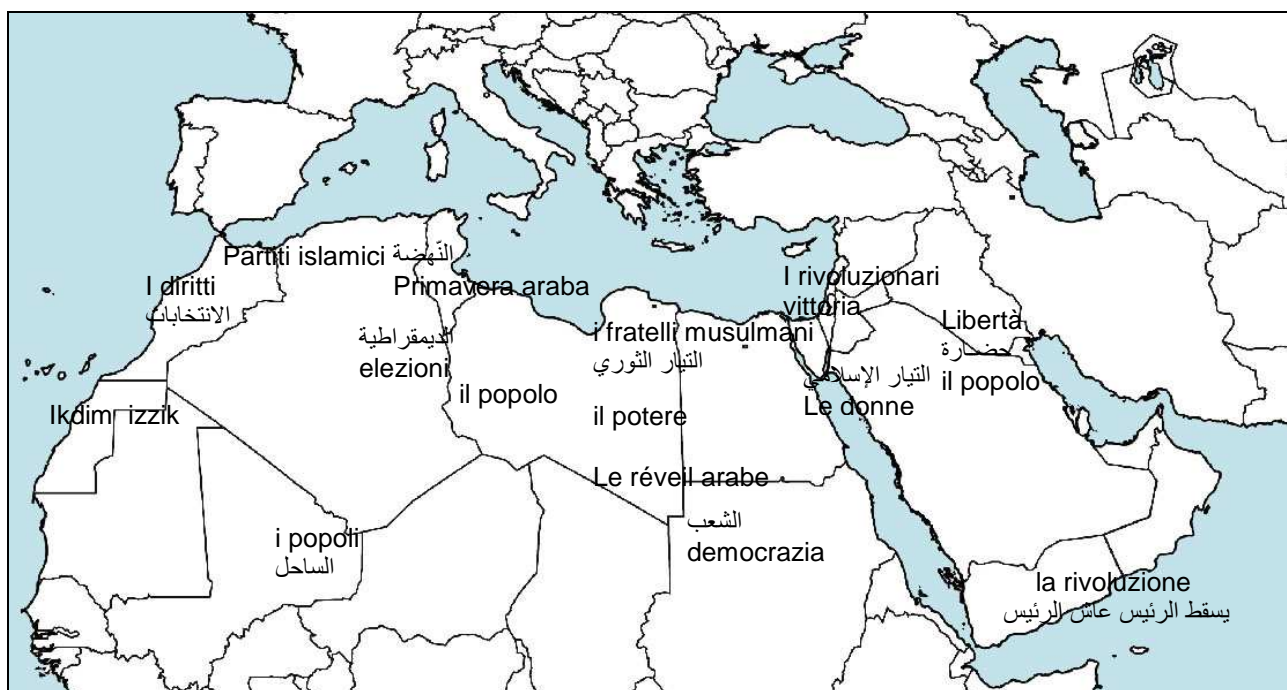 Partiti islamici النّهضة
I diritti
الانتخابات
Primavera araba
I rivoluzionari
vittoria
الديمقراطية
elezioni
i fratelli musulmani
التيار الثوري
Libertà
حضارة
il popolo
التيار الإسلامي
Le donne
il popolo
il potere
Ikdim izzik
Le réveil arabe
الشعب
democrazia
i popoli
الساحل
la rivoluzione
يسقط الرئيس عاش الرئيس